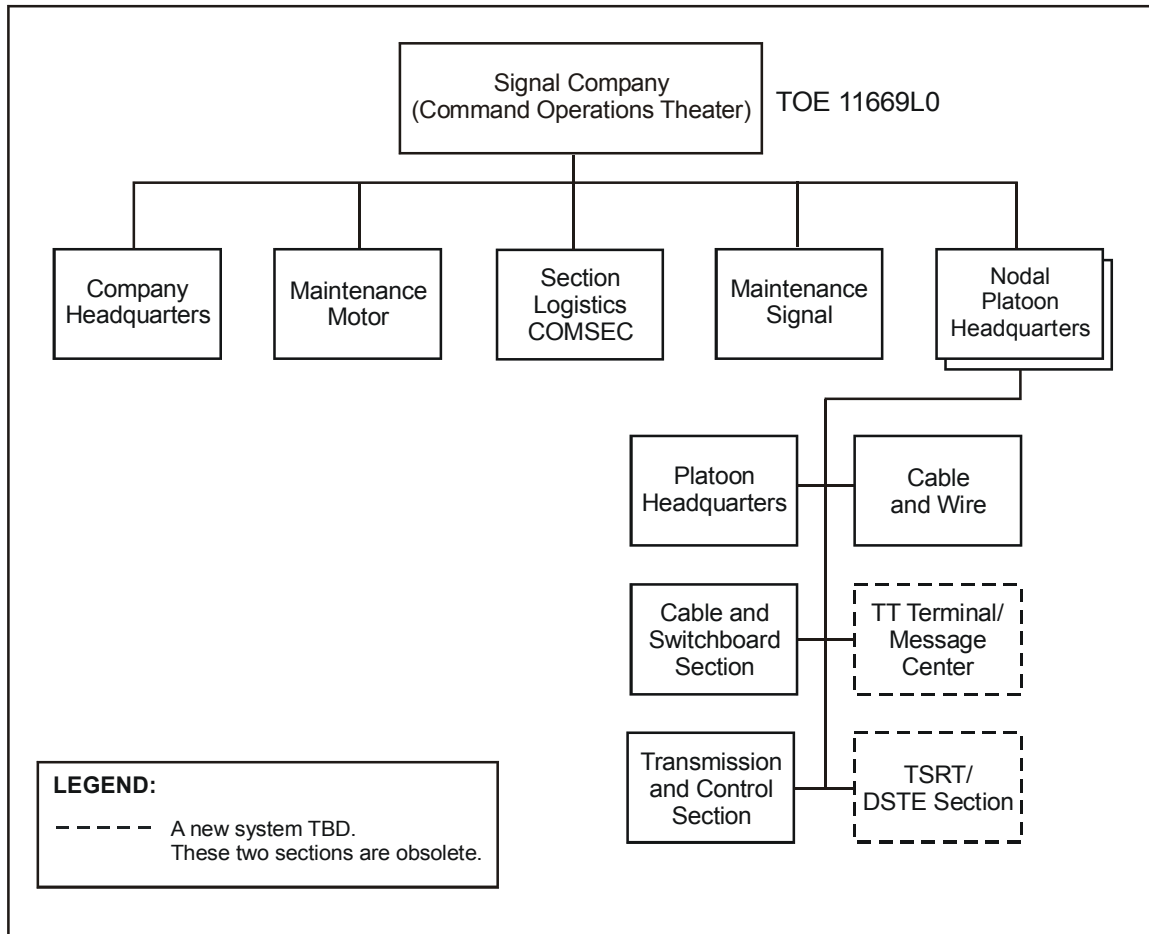 Signal Company
(Command Operations Theater)
TOE 11669L0
Company
Headquarters
Maintenance
Motor
Section
Logistics
COMSEC
Maintenance
Signal
Nodal
Platoon
Headquarters
Platoon
Headquarters
Cable
and Wire
Cable and
Switchboard
Section
TT Terminal/
Message
Center
Transmission
and Control
Section
TSRT/
DSTE Section
LEGEND:
A new system TBD.
These two sections are obsolete.